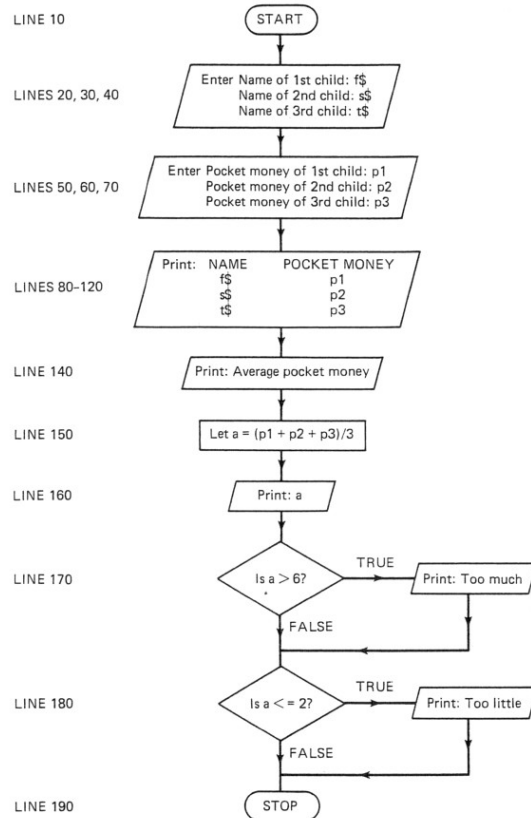 LINE 10
START
LINES 20, 30, 40
Enter Name of 1st child: f$
Name of 2nd child: s$
Name of 3rd child: t$
LINES 50, 60, 70
Enter Pocket money of 1st child: p1
Pocket money of 2nd child: p2
Pocket money of 3rd child: p3
LINES 80–120
Print: NAME POCKET MONEY
f$ p1
s$ p2
t$ p3
LINE 140
Print: Average pocket money
LINE 150
Let a = (p1 + p2 + p3)/3
LINE 160
Print: a
LINE 170
Is a > 6?
TRUE
Print: Too much
FALSE
LINE 180
Is a < = 2?
TRUE
Print: Too little
FALSE
LINE 190
STOP